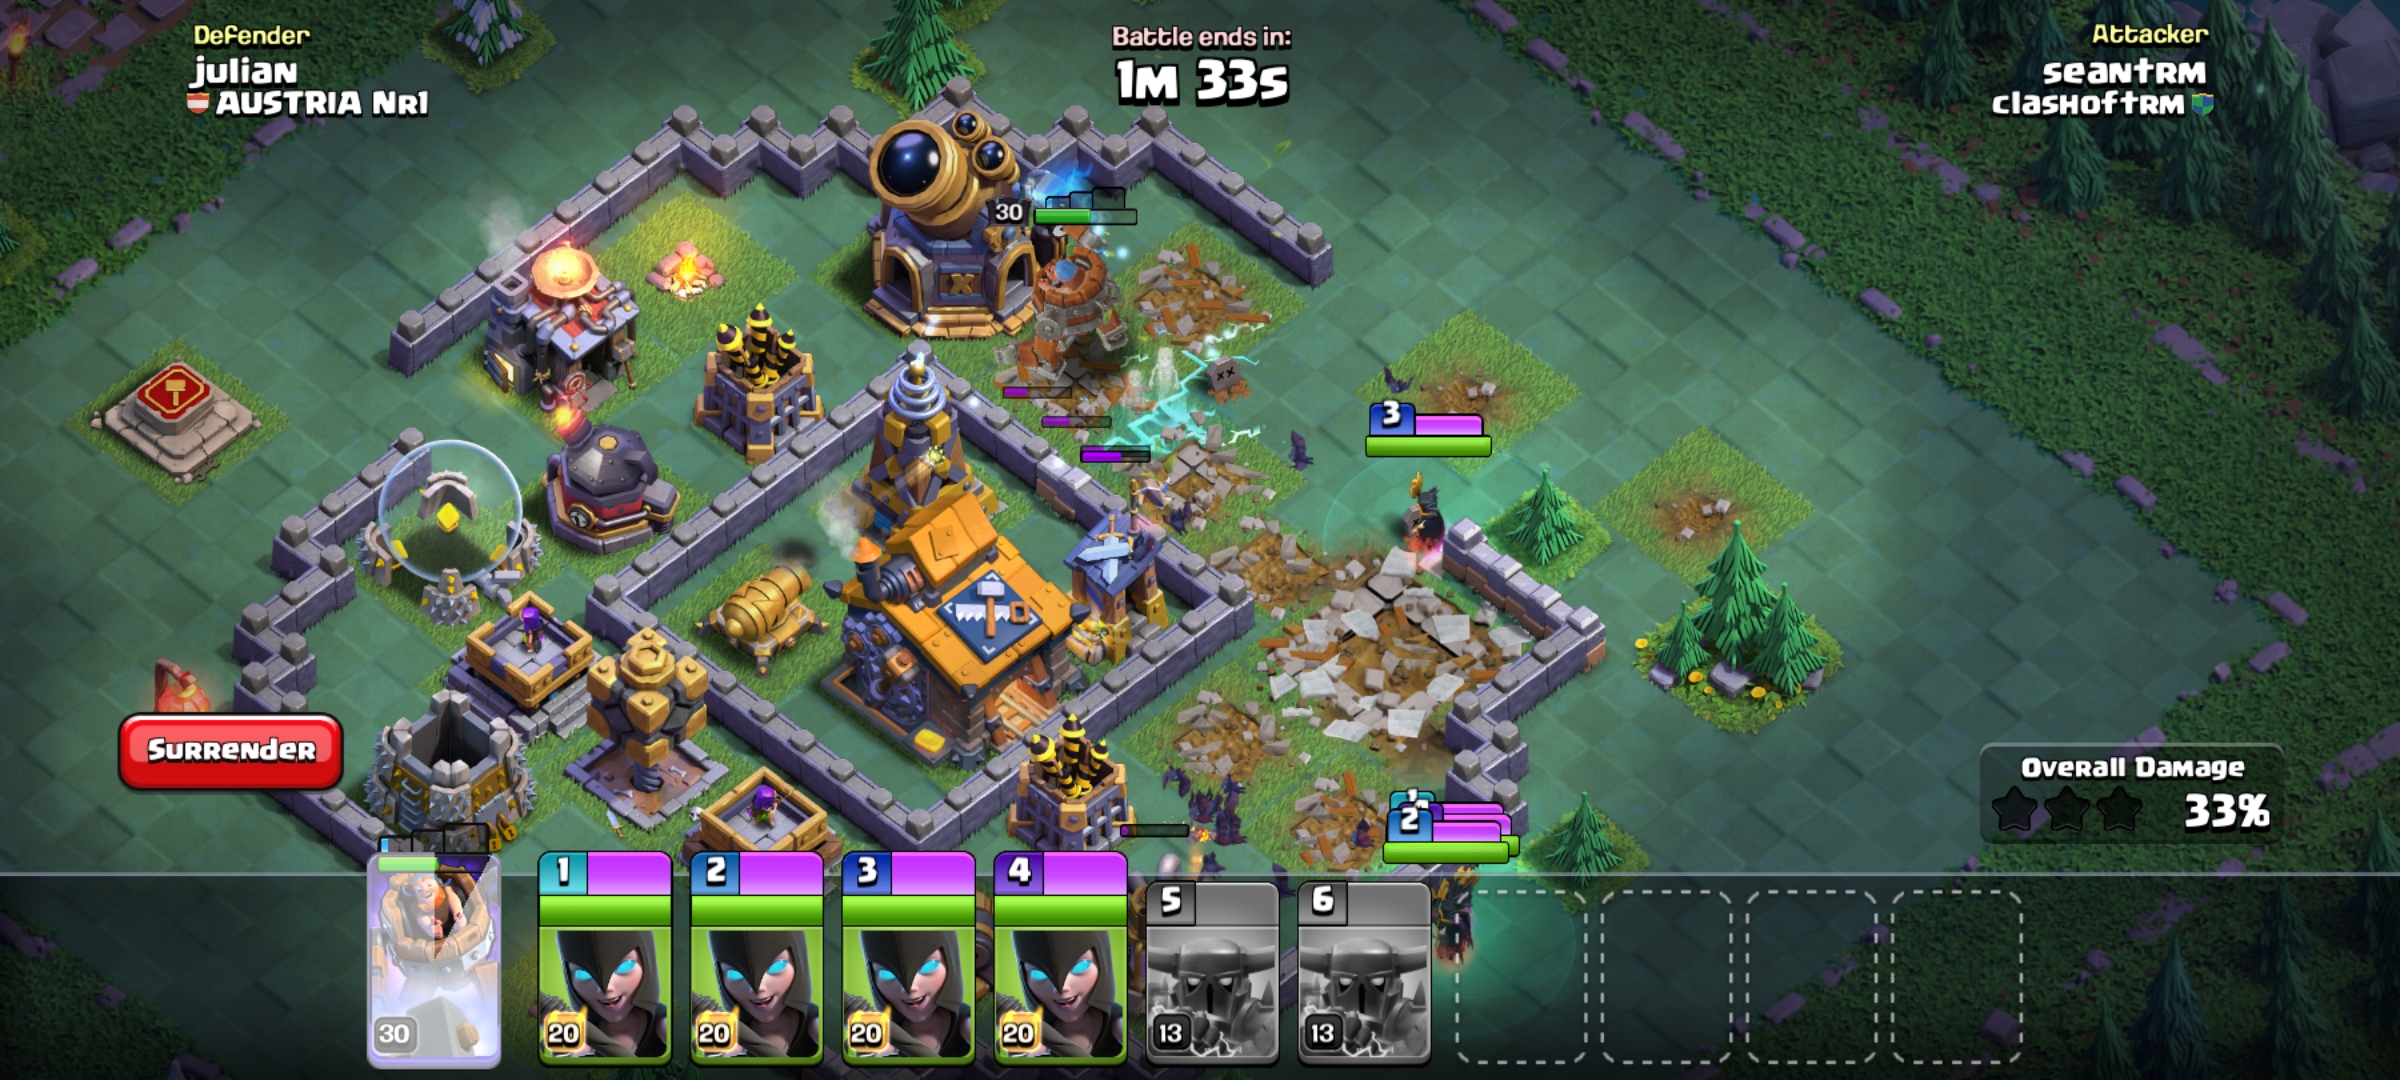 Defender
julian
AUSTRIA Nr1
Battle ends in:
1M 33s
Attacker
seantRM
clashoftRM
30
3
1
2
Surrender
Overall Damage
33%
1
2
3
4
5
6
30
20
20
20
20
13
13